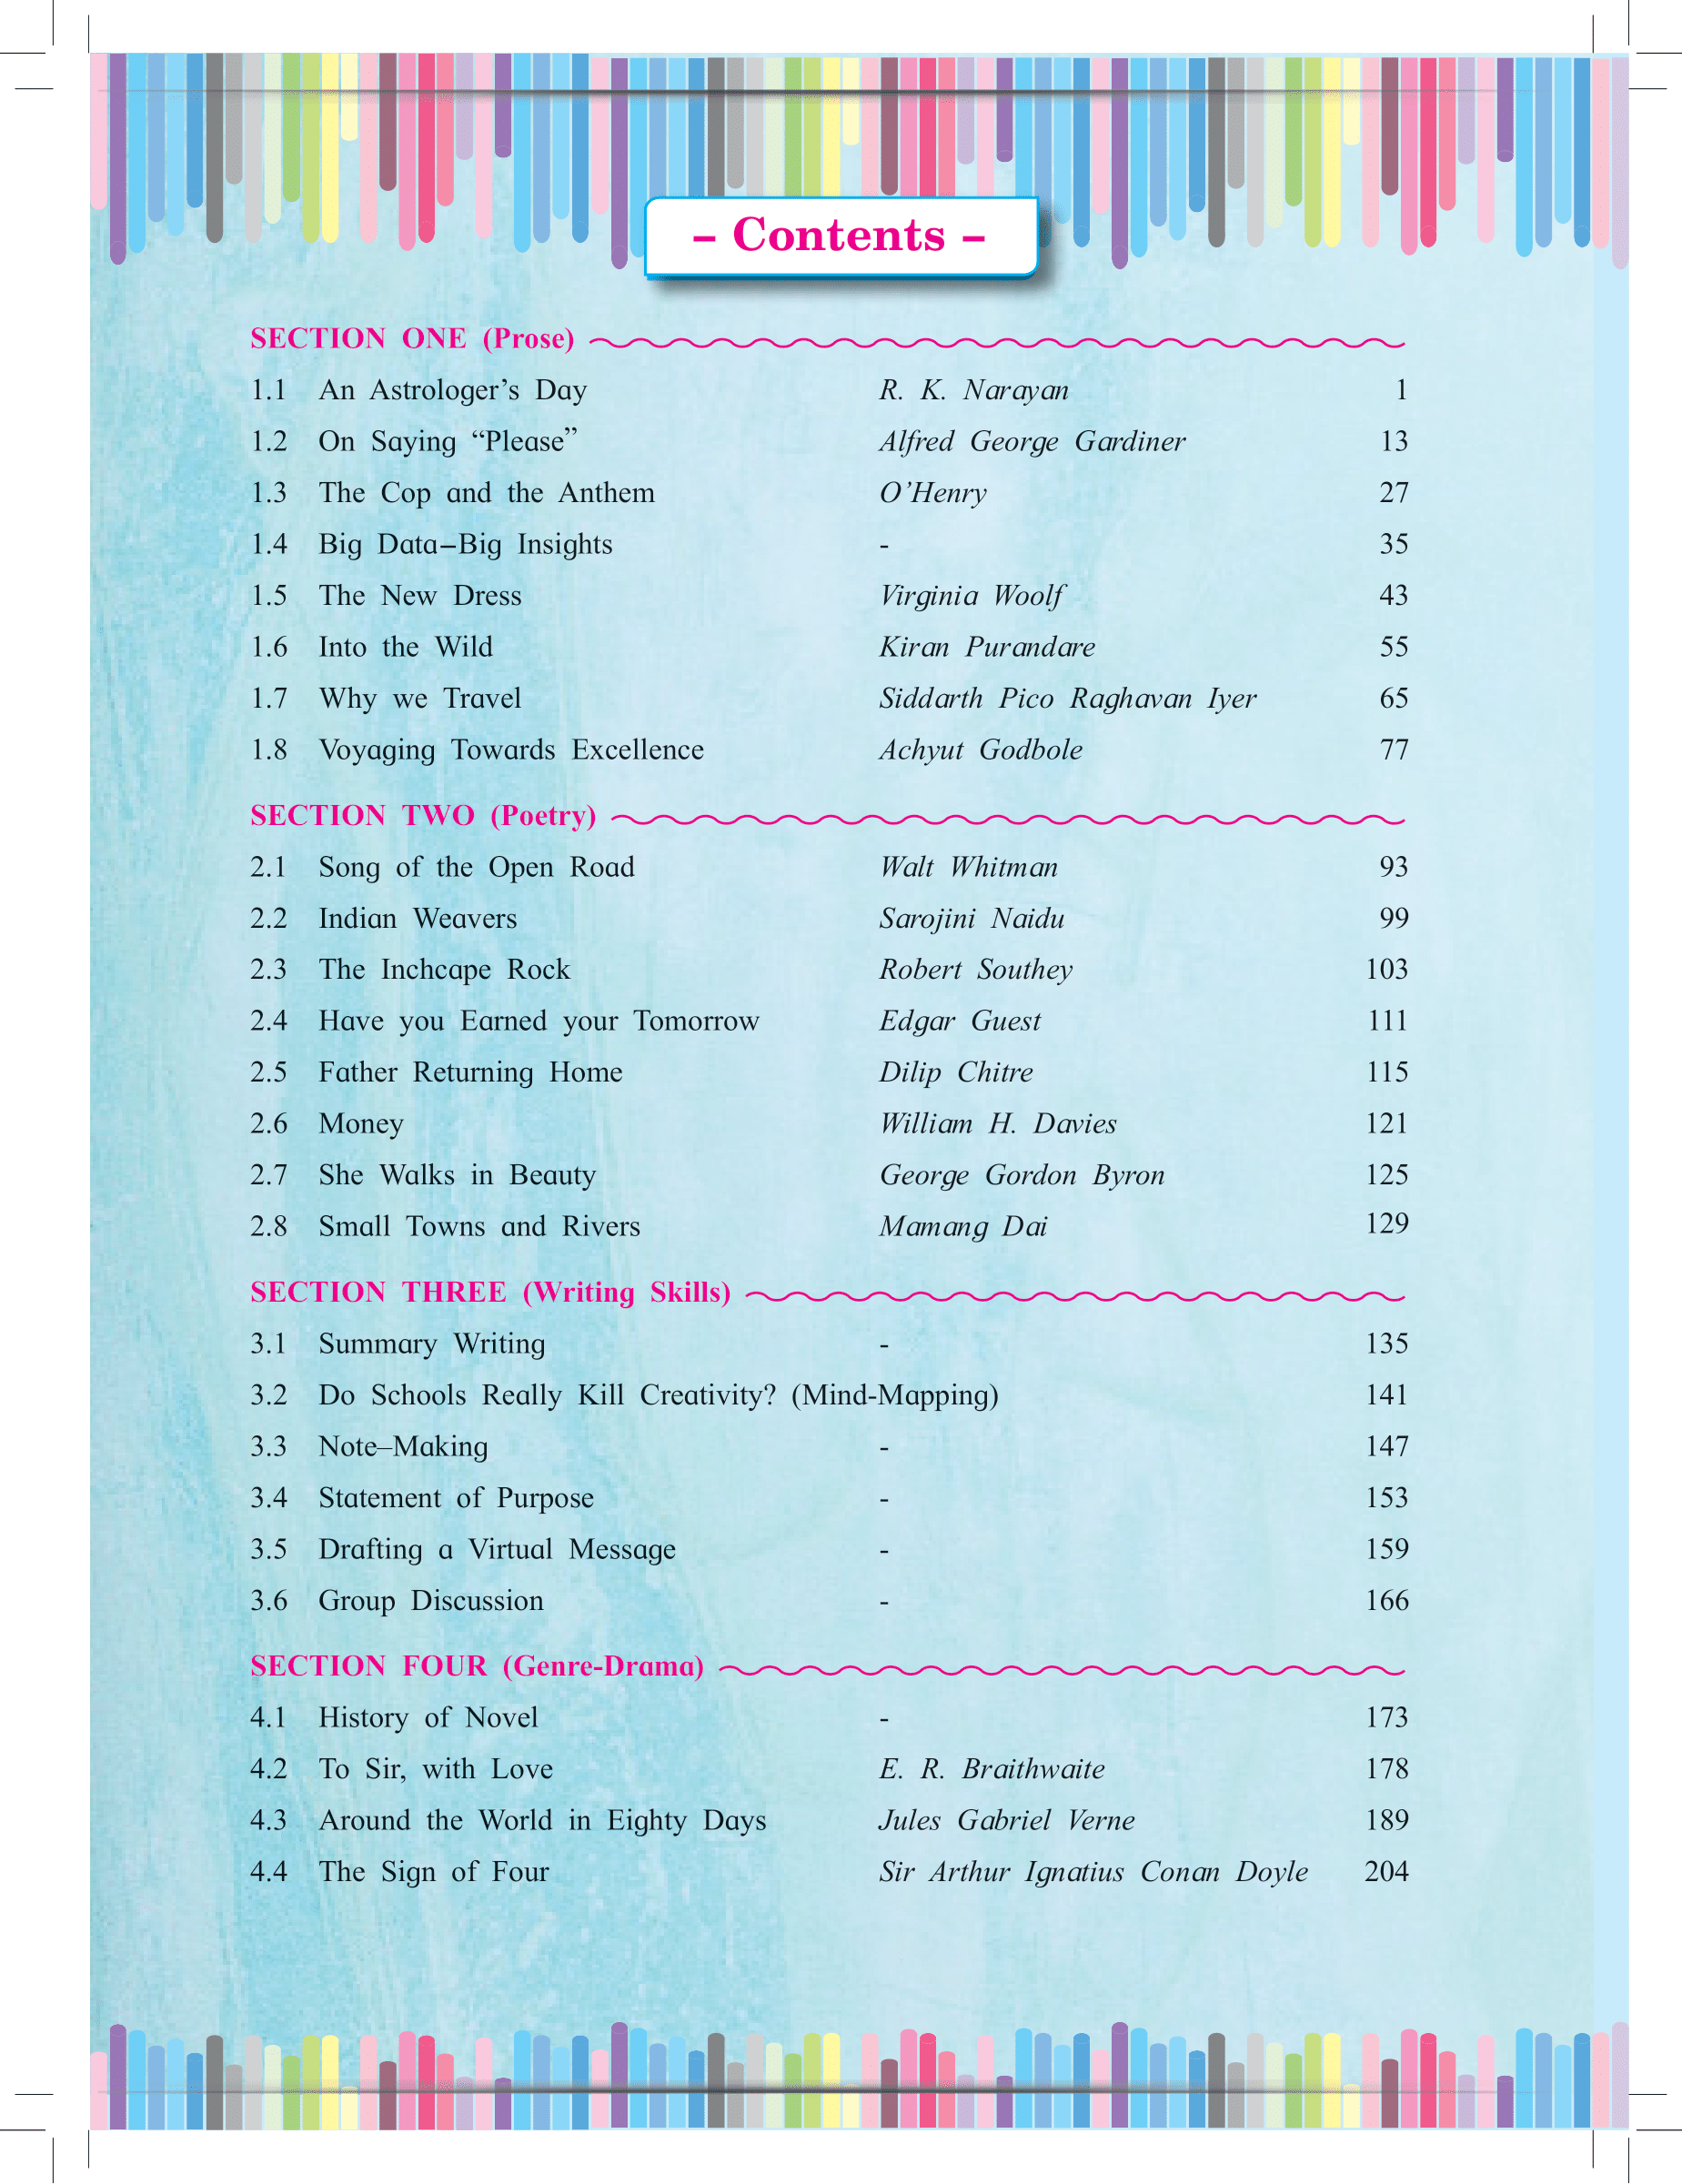 – Contents –
SECTION ONE (Prose)
1.1 An Astrologer’s Day R. K. Narayan 1
1.2 On Saying “Please” Alfred George Gardiner 13
1.3 The Cop and the Anthem O’Henry 27
1.4 Big Data–Big Insights - 35
1.5 The New Dress Virginia Woolf 43
1.6 Into the Wild Kiran Purandare 55
1.7 Why we Travel Siddarth Pico Raghavan Iyer 65
1.8 Voyaging Towards Excellence Achyut Godbole 77
SECTION TWO (Poetry)
2.1 Song of the Open Road Walt Whitman 93
2.2 Indian Weavers Sarojini Naidu 99
2.3 The Inchcape Rock Robert Southey 103
2.4 Have you Earned your Tomorrow Edgar Guest 111
2.5 Father Returning Home Dilip Chitre 115
2.6 Money William H. Davies 121
2.7 She Walks in Beauty George Gordon Byron 125
2.8 Small Towns and Rivers Mamang Dai 129
SECTION THREE (Writing Skills)
3.1 Summary Writing - 135
3.2 Do Schools Really Kill Creativity? (Mind-Mapping) 141
3.3 Note–Making - 147
3.4 Statement of Purpose - 153
3.5 Drafting a Virtual Message - 159
3.6 Group Discussion - 166
SECTION FOUR (Genre-Drama)
4.1 History of Novel - 173
4.2 To Sir, with Love E. R. Braithwaite 178
4.3 Around the World in Eighty Days Jules Gabriel Verne 189
4.4 The Sign of Four Sir Arthur Ignatius Conan Doyle 204